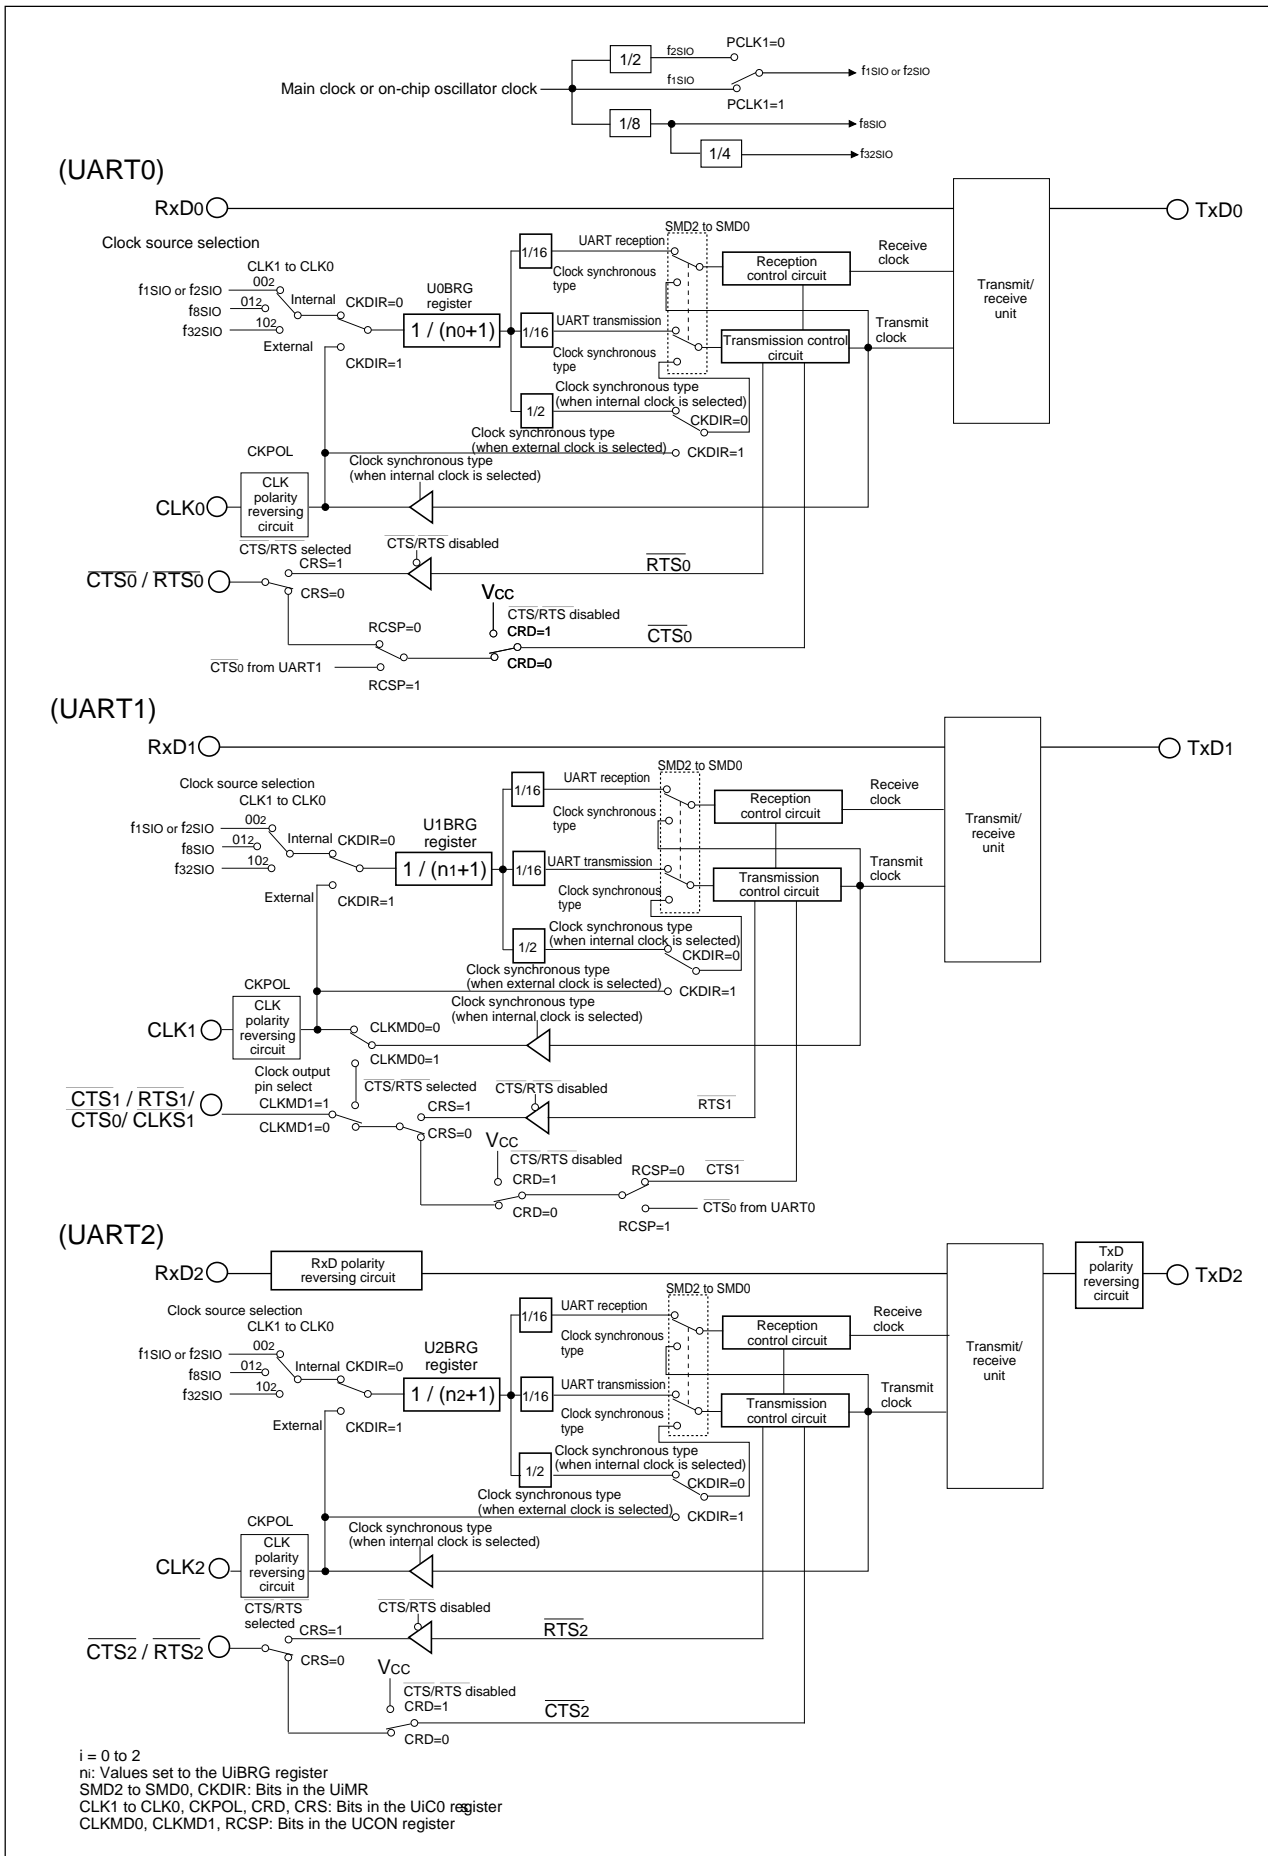 1/2
f2SIO
PCLK1=0
Main clock or on-chip oscillator clock
f1SIO
f1SIO or f2SIO
PCLK1=1
1/8
f8SIO
1/4
f32SIO
(UART0)
RxD0
TxD0
SMD2 to SMD0
Clock source selection
UART reception
1/16
Reception
control circuit
Receive
clock
CLK1 to CLK0
Clock synchronous
type
Transmit/
receive
unit
002
f1SIO or f2SIO
U0BRG
register
Internal
CKDIR=0
012
f8SIO
1 / (n0+1)
1/16
UART transmission
Transmit
clock
102
f32SIO
Transmission control
circuit
External
CKDIR=1
Clock synchronous
type
Clock synchronous type
(when internal clock is selected)
1/2
CKDIR=0
Clock synchronous type
(when external clock is selected)
CKDIR=1
CKPOL
Clock synchronous type
(when internal clock is selected)
CLK0
CLK
polarity
reversing
circuit
CTS/RTS selected
CTS/RTS disabled
CRS=1
RTS0
CTS0 / RTS0
CRS=0
VCC
CTS/RTS disabled
RCSP=0
CRD=1
CTS0
CTS0 from UART1
CRD=0
RCSP=1
(UART1)
RxD1
TxD1
SMD2 to SMD0
Clock source selection
UART reception
1/16
Reception
control circuit
Receive
clock
CLK1 to CLK0
Clock synchronous
type
Transmit/
receive
unit
002
f1SIO or f2SIO
U1BRG
register
Internal
CKDIR=0
012
f8SIO
1 / (n1+1)
1/16
UART transmission
Transmit
clock
102
f32SIO
Transmission
control circuit
External
CKDIR=1
Clock synchronous
type
Clock synchronous type
(when internal clock is selected)
1/2
CKDIR=0
Clock synchronous type
(when external clock is selected)
CKDIR=1
CKPOL
Clock synchronous type
(when internal clock is selected)
CLK1
CLK
polarity
reversing
circuit
CLKMD0=0
CLKMD0=1
Clock output
pin select
CTS/RTS selected
CTS/RTS disabled
CTS1 / RTS1/
CTS0/ CLKS1
CLKMD1=1
CRS=1
RTS1
CLKMD1=0
CRS=0
VCC
CTS/RTS disabled
CRD=1
RCSP=0
CTS1
CRD=0
CTS0 from UART0
RCSP=1
(UART2)
RxD2
RxD polarity
reversing circuit
TxD
polarity
reversing
circuit
TxD2
SMD2 to SMD0
Clock source selection
UART reception
1/16
Reception
control circuit
Receive
clock
CLK1 to CLK0
Clock synchronous
type
Transmit/
receive
unit
002
f1SIO or f2SIO
U2BRG
register
Internal
CKDIR=0
012
f8SIO
1 / (n2+1)
1/16
UART transmission
Transmit
clock
102
f32SIO
Transmission
control circuit
External
CKDIR=1
Clock synchronous
type
Clock synchronous type
(when internal clock is selected)
1/2
CKDIR=0
Clock synchronous type
(when external clock is selected)
CKDIR=1
CKPOL
Clock synchronous type
(when internal clock is selected)
CLK2
CLK
polarity
reversing
circuit
CTS/RTS
selected
CTS/RTS disabled
CRS=1
RTS2
CTS2 / RTS2
CRS=0
VCC
CTS/RTS disabled
CRD=1
CTS2
CRD=0
i = 0 to 2
ni: Values set to the UiBRG register
SMD2 to SMD0, CKDIR: Bits in the UiMR
CLK1 to CLK0, CKPOL, CRD, CRS: Bits in the UiC0 register
CLKMD0, CLKMD1, RCSP: Bits in the UCON register